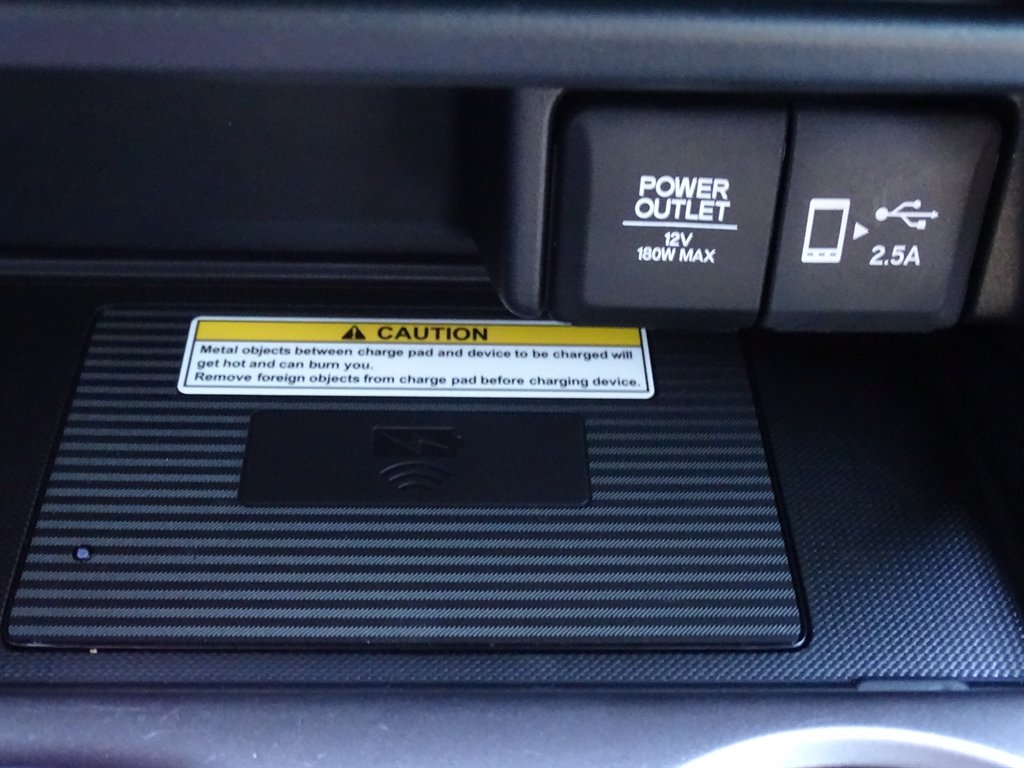 POWER
OUTLET
12V
180W MAX
2.5A
CAUTION
Metal objects between charge pad and device to be charged will
get hot and can burn you.
Remove foreign objects from charge pad before charging device.